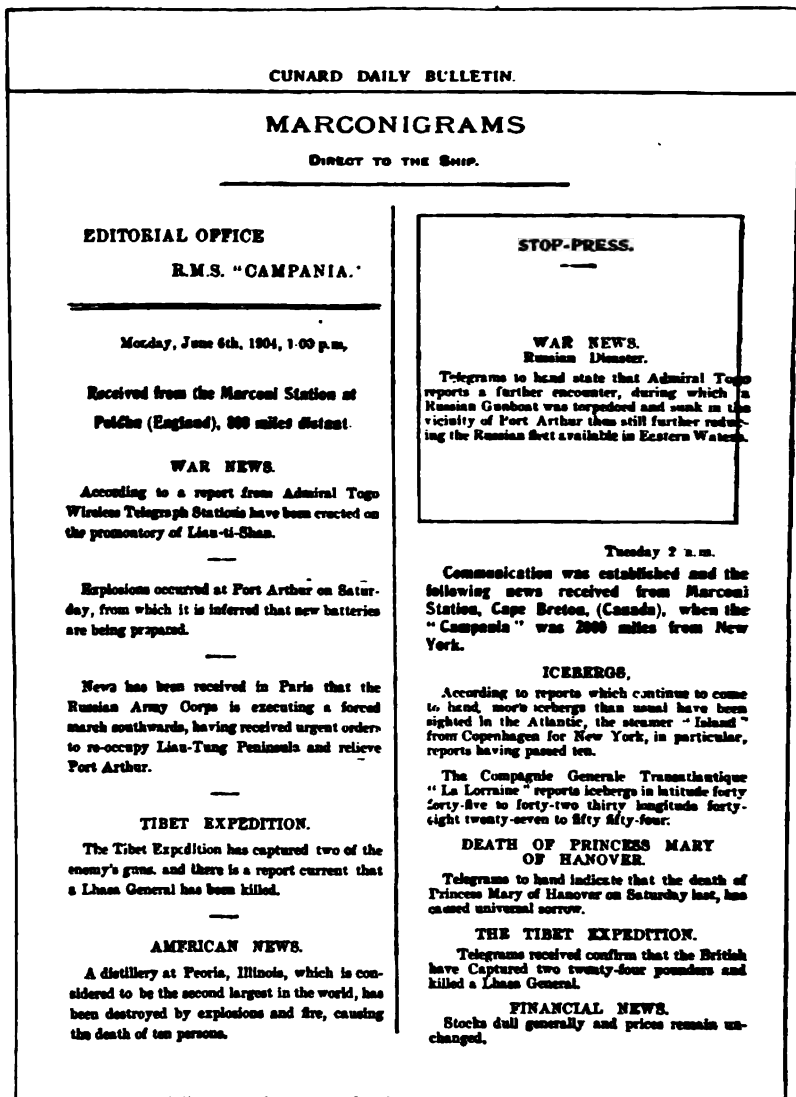 CUNARD DAILY BULLETIN.
MARCONIGRAMS
DIRECT TO THE SHIP.
EDITORIAL OFFICE
R.M.S. "CAMPANIA."
Monday, June 6th, 1904, 1-00 p.m,
Received from the Marconi Station at
Poldhu (England), 800 miles distant.
WAR NEWS.
According to a report from Admiral Togo
Wireless Telegraph Stations have been erected on
the promontory of Liau-ti-Shan.
Explosions occurred at Port Arthur on Satur-
day, from which it is inferred that new batteries
are being prepared.
News has been received in Paris that the
Russian Army Corps is executing a forced
march southwards, having received urgent orders
to re-occupy Liau-Tung Peninsula and relieve
Port Arthur.
TIBET EXPEDITION.
The Tibet Expedition has captured two of the
enemy's guns, and there is a report current that
a Lhasa General has been killed.
AMERICAN NEWS.
A distillery at Peoria, Illinois, which is con-
sidered to be the second largest in the world, has
been destroyed by explosions and fire, causing
the death of ten persons.
STOP-PRESS.
WAR NEWS.
Russian Disaster.
Telegrams to hand state that Admiral Togo
reports a further encounter, during which a
Russian Gunboat was torpedoed and sunk in the
vicinity of Port Arthur thus still further reduc-
ing the Russian fleet available in Eastern Waters.
Tuesday 2 a.m.
Communication was established and the
following news received from Marconi
Station, Cape Breton, (Canada), when the
"Campania" was 2000 miles from New
York.
ICEBERGS,
According to reports which continue to come
to hand, more icebergs than usual have been
sighted in the Atlantic, the steamer "Island"
from Copenhagen for New York, in particular,
reports having passed ten.
The Compagnie Generale Transatlantique
"La Lorraine" reports icebergs in latitude forty
forty-five to forty-two thirty longitude forty-
eight twenty-seven to fifty fifty-four.
DEATH OF PRINCESS MARY
OF HANOVER.
Telegrams to hand indicate that the death of
Princess Mary of Hanover on Saturday last, has
caused universal sorrow.
THE TIBET EXPEDITION.
Telegrams received confirm that the British
have Captured two twenty-four pounders and
killed a Lhasa General.
FINANCIAL NEWS.
Stocks dull generally and prices remain un-
changed.